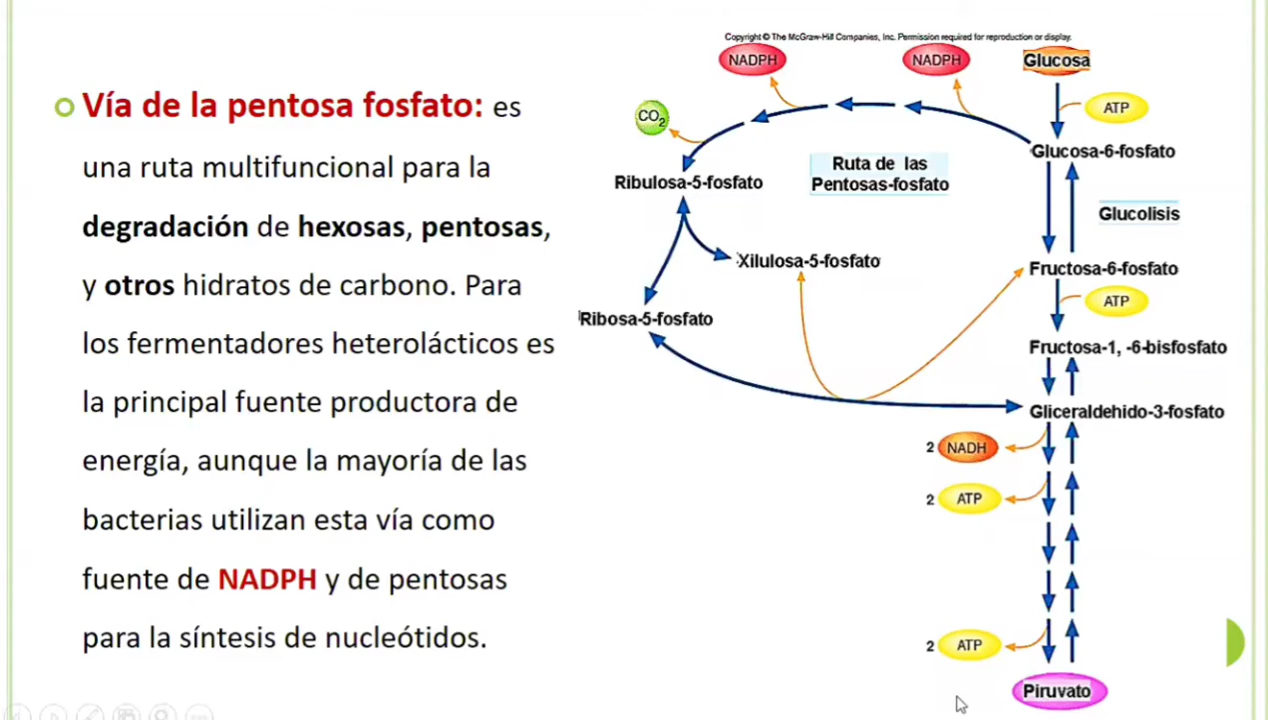 Vía de la pentosa fosfato: es
una ruta multifuncional para la
degradación de hexosas, pentosas,
y otros hidratos de carbono. Para
los fermentadores heterolácticos es
la principal fuente productora de
energía, aunque la mayoría de las
bacterias utilizan esta vía como
fuente de NADPH y de pentosas
para la síntesis de nucleótidos.
Copyright © The McGraw-Hill Companies, Inc. Permission required for reproduction or display.
NADPH
NADPH
Glucosa
ATP
CO2
Glucosa-6-fosfato
Ruta de las
Pentosas-fosfato
Ribulosa-5-fosfato
Glucolisis
Xilulosa-5-fosfato
Fructosa-6-fosfato
ATP
Ribosa-5-fosfato
Fructosa-1, -6-bisfosfato
Gliceraldehido-3-fosfato
2 NADH
2 ATP
2 ATP
Piruvato